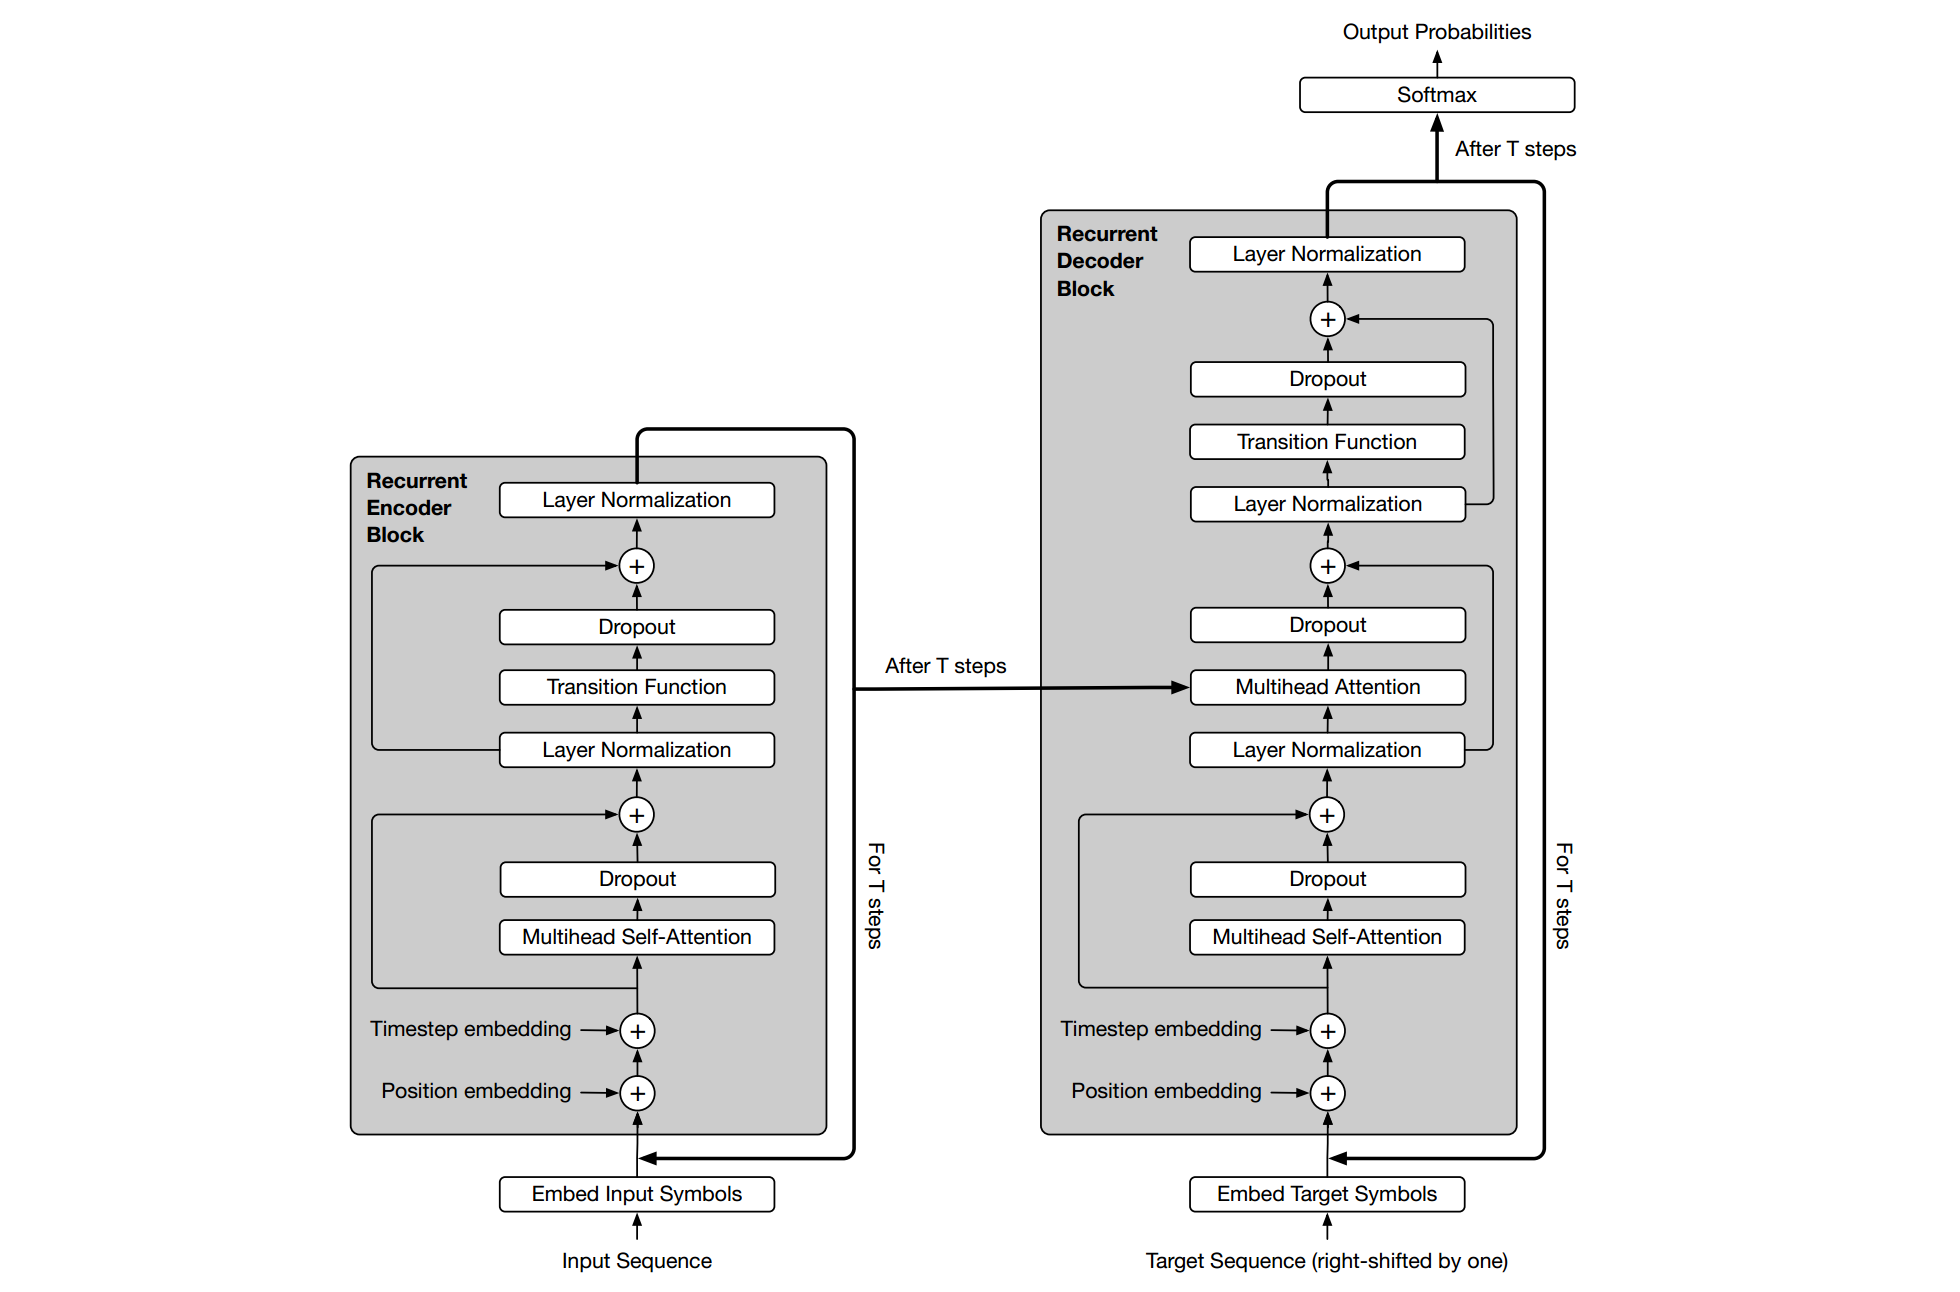 Output Probabilities
Softmax
After T steps
Recurrent
Decoder
Block
Layer Normalization
+
Dropout
Transition Function
Layer Normalization
+
Dropout
Multihead Attention
Layer Normalization
+
Dropout
Multihead Self-Attention
Timestep embedding
+
Position embedding
+
For T steps
Embed Target Symbols
Target Sequence (right-shifted by one)
After T steps
Recurrent
Encoder
Block
Layer Normalization
+
Dropout
Transition Function
Layer Normalization
+
Dropout
Multihead Self-Attention
Timestep embedding
+
Position embedding
+
For T steps
Embed Input Symbols
Input Sequence